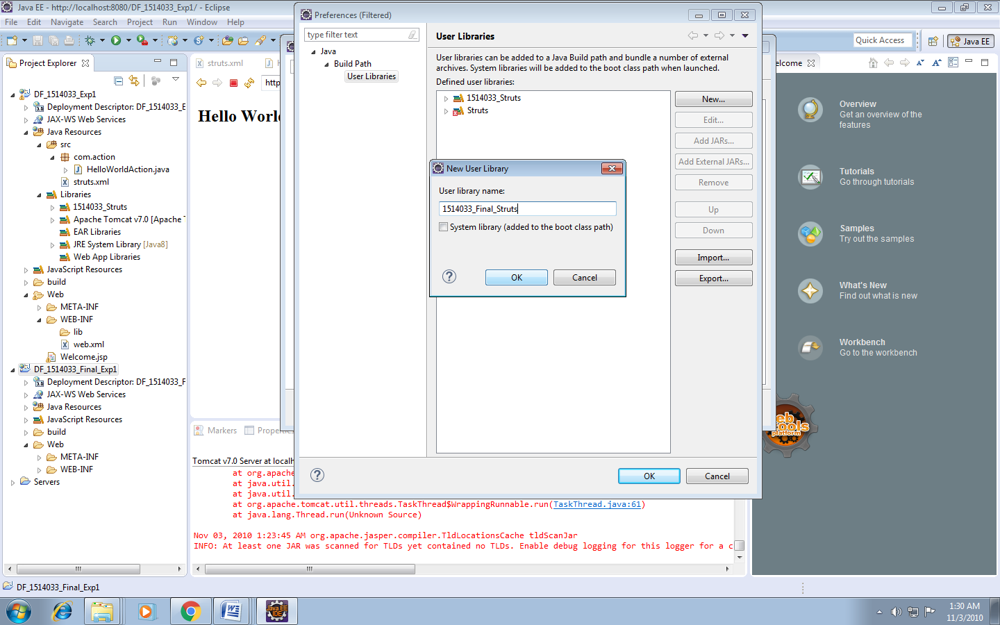 Java EE - http://localhost:8080/DF_1514033_Exp1/ - Eclipse
File Edit Navigate Search Project Run Window Help
Quick Access
Java EE
Project Explorer
DF_1514033_Exp1
Deployment Descriptor: DF_1514033_E
JAX-WS Web Services
Java Resources
src
com.action
HelloWorldAction.java
struts.xml
Libraries
1514033_Struts
Apache Tomcat v7.0 [Apache T
EAR Libraries
JRE System Library [Java8]
Web App Libraries
JavaScript Resources
build
Web
META-INF
WEB-INF
lib
web.xml
Welcome.jsp
DF_1514033_Final_Exp1
Deployment Descriptor: DF_1514033_F
JAX-WS Web Services
Java Resources
JavaScript Resources
build
Web
META-INF
WEB-INF
Servers
struts.xml
H
http
Hello Worl
Preferences (Filtered)
type filter text
Java
Build Path
User Libraries
User Libraries
User libraries can be added to a Java Build path and bundle a number of external
archives. System libraries will be added to the boot class path when launched.
Defined user libraries:
1514033_Struts
Struts
New...
Edit...
Add JARs...
Add External JARs...
Remove
Up
Down
Import...
Export...
New User Library
User library name:
1514033_Final_Struts
System library (added to the boot class path)
OK
Cancel
OK
Cancel
elcome
Overview
Get an overview of the
features
Tutorials
Go through tutorials
Samples
Try out the samples
What's New
Find out what is new
Workbench
Go to the workbench
eb
tools
platform
Markers
Properties
Tomcat v7.0 Server at localh
at org.apache
at java.util.
at java.util.
at org.apache.tomcat.util.threads.TaskThread$WrappingRunnable.run(TaskThread.java:61)
at java.lang.Thread.run(Unknown Source)
Nov 03, 2010 1:23:45 AM org.apache.jasper.compiler.TldLocationsCache tldScanJar
INFO: At least one JAR was scanned for TLDs yet contained no TLDs. Enable debug logging for this logger for a c
DF_1514033_Final_Exp1
Java EE
IDE
1:30 AM
11/3/2010